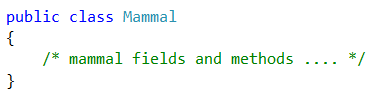 public class Mammal
{
    /* mammal fields and methods .... */
}